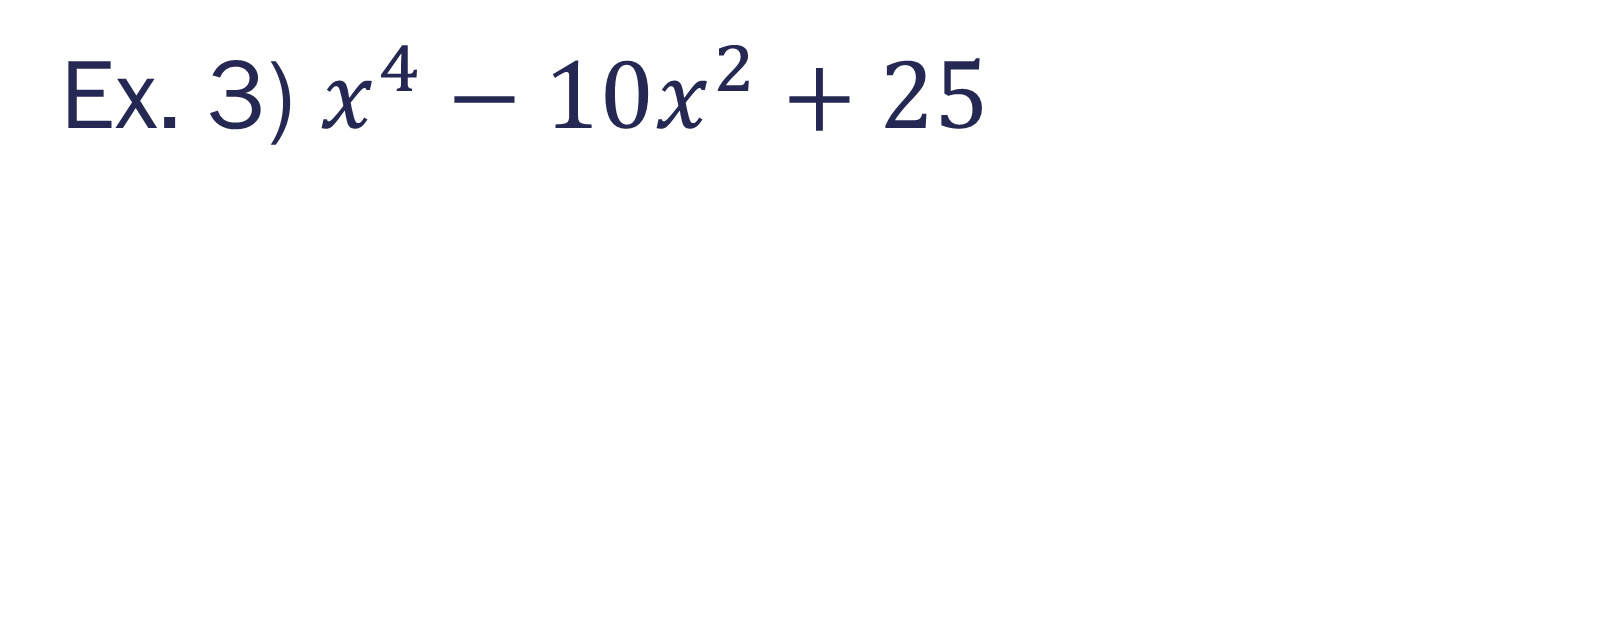 Ex. 3) x⁴ − 10x² + 25